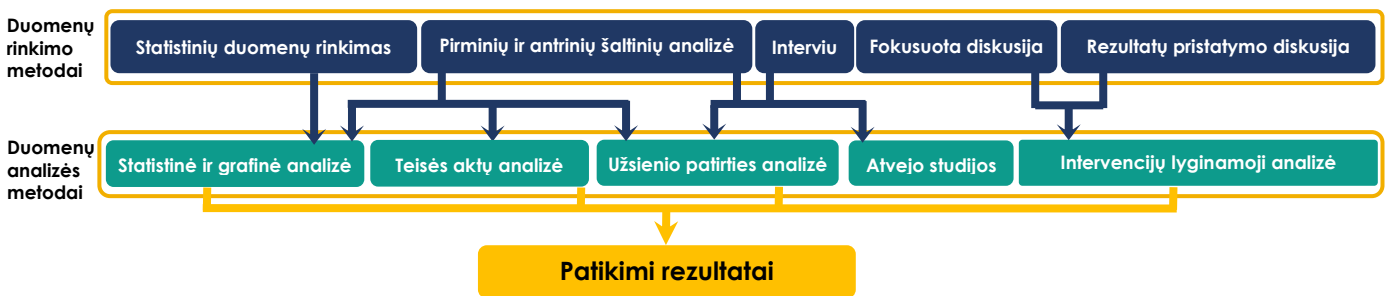 Duomenų
rinkimo
metodai
Statistinių duomenų rinkimas
Pirminių ir antrinių šaltinių analizė
Interviu
Fokusuota diskusija
Rezultatų pristatymo diskusija
Duomenų
analizės
metodai
Statistinė ir grafinė analizė
Teisės aktų analizė
Užsienio patirties analizė
Atvejo studijos
Intervencijų lyginamoji analizė
Patikimi rezultatai